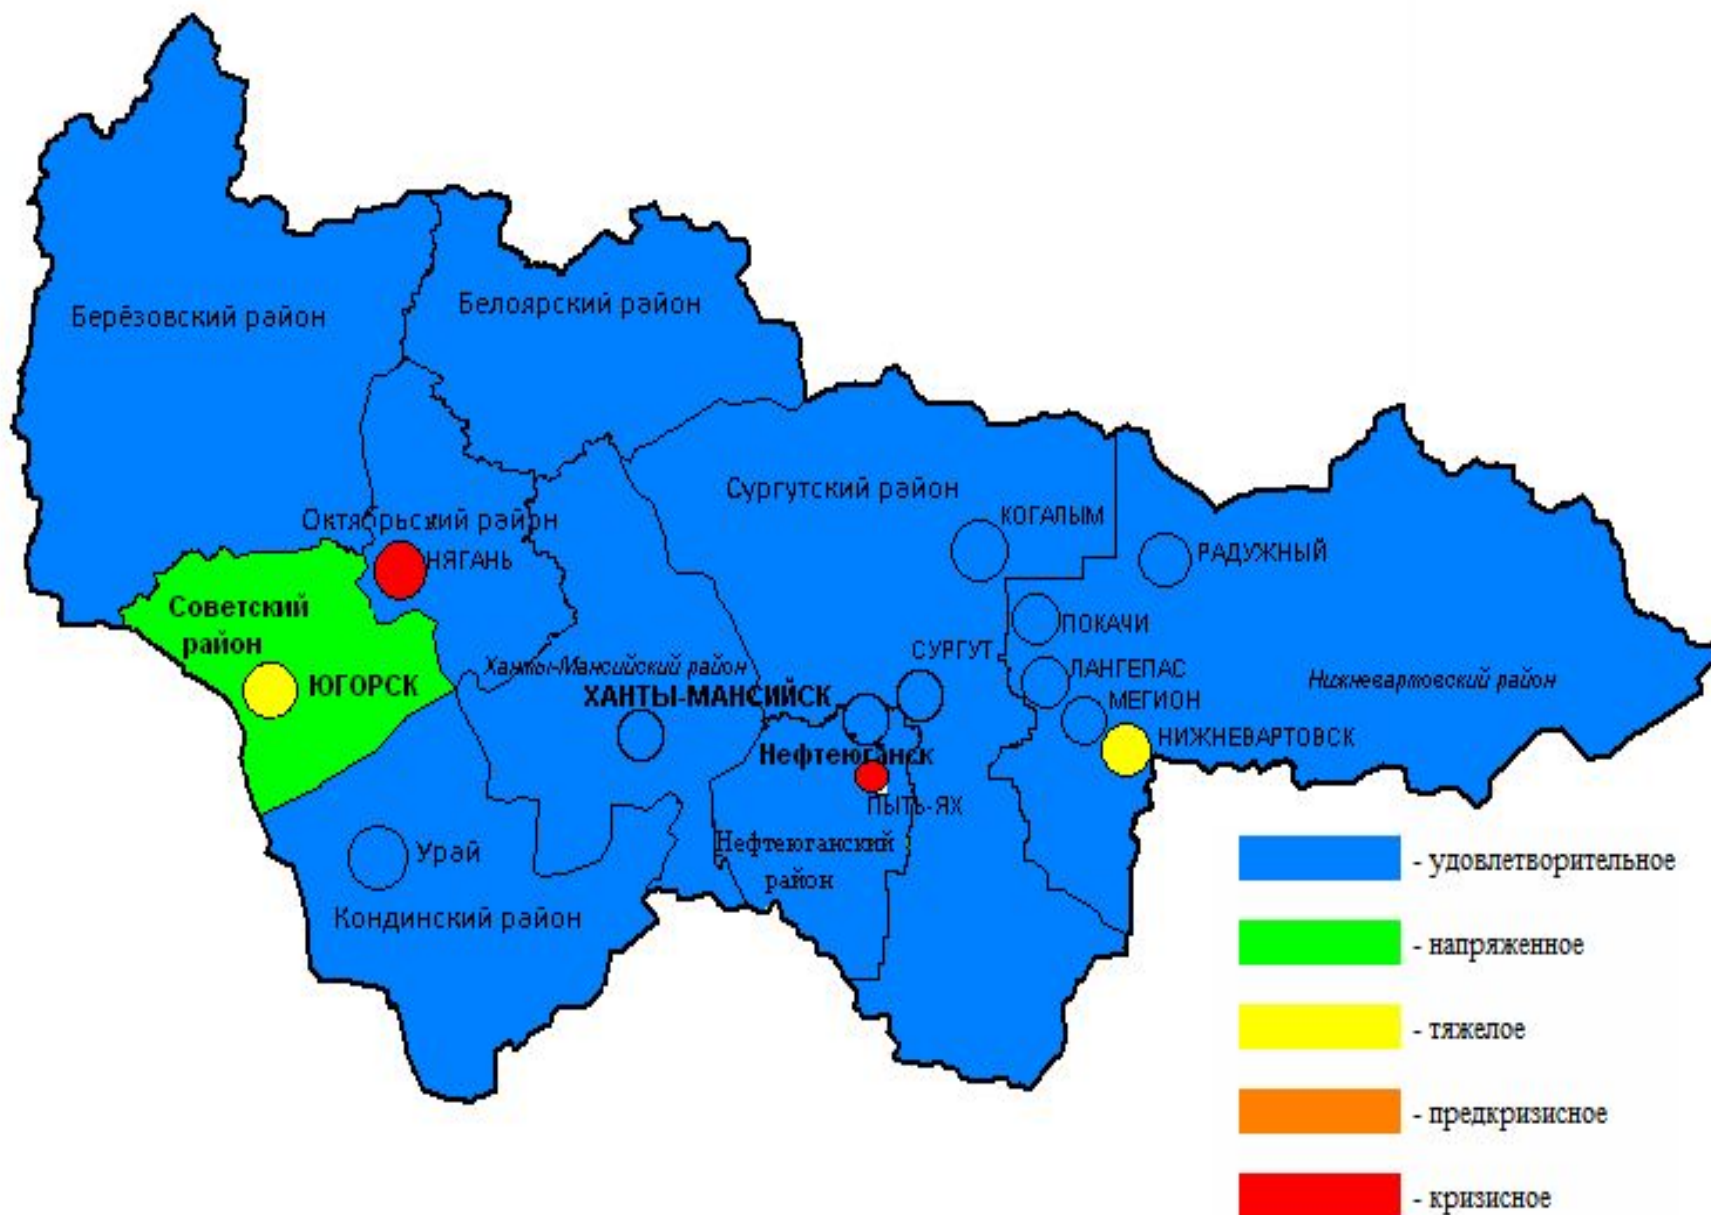 Берёзовский район
Белоярский район
Сургутский район
КОГАЛЫМ
Октябрьский район
НЯГАНЬ
РАДУЖНЫЙ
Советский
район
ПОКАЧИ
СУРГУТ
Ханты-Мансийский район
ЛАНГЕПАС
ЮГОРСК
ХАНТЫ-МАНСИЙСК
МЕГИОН
Нижневартовский район
НИЖНЕВАРТОВСК
Нефтеюганск
ПЫТЬ-ЯХ
Урай
Нефтеюганский
район
Кондинский район
- удовлетворительное
- напряженное
- тяжелое
- предкризисное
- кризисное